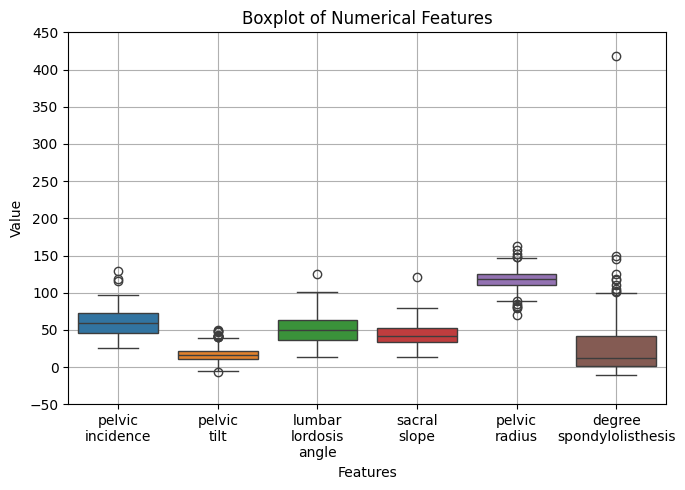 Boxplot of Numerical Features
Value
450
400
350
300
250
200
150
100
50
0
−50
pelvic
incidence
pelvic
tilt
lumbar
lordosis
angle
sacral
slope
pelvic
radius
degree
spondylolisthesis
Features